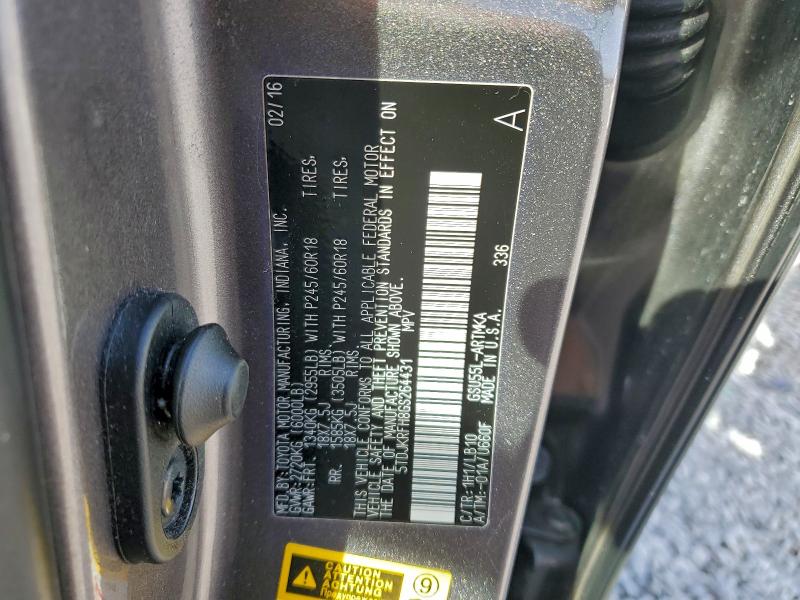 MFD.BY: TOYOTA MOTOR MANUFACTURING, INDIANA, INC. 02/16
GVWR 2720KG (6000LB)
GAWR FRT. 1340KG (2955LB) WITH P245/60R18 TIRES,
18x7.5J RIMS
RR. 1585KG (3505LB) WITH P245/60R18 TIRES,
18x7.5J RIMS
THIS VEHICLE CONFORMS TO ALL APPLICABLE FEDERAL MOTOR
VEHICLE SAFETY AND THEFT PREVENTION STANDARDS IN EFFECT ON
THE DATE OF MANUFACTURE SHOWN ABOVE.
5TDJKRFH8GS264431 MPV
C/TR: 1H1/LB10 GSU55L-ARTMKA 336 A
A/TM:-01A/U660F MADE IN U.S.A.
CAUTION
ATTENTION
ACHTUNG
9